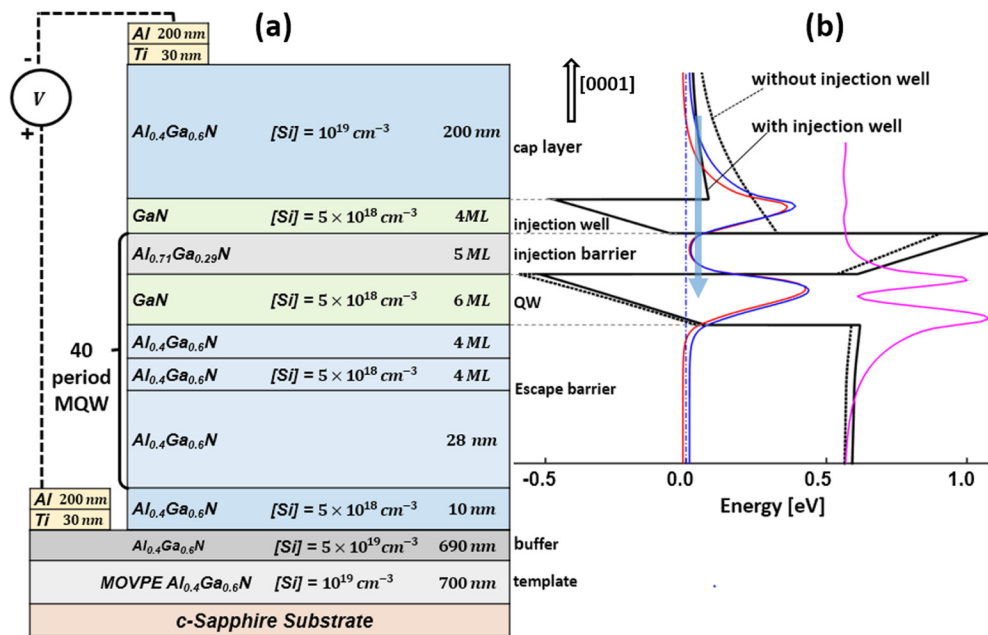 (a)
(b)
Al 200 nm
Ti 30 nm
-
V
+
[0001]
without injection well
with injection well
Al0.4Ga0.6N [Si] = 10^19 cm^−3 200 nm
cap layer
GaN [Si] = 5 × 10^18 cm^−3 4ML
injection well
Al0.71Ga0.29N 5 ML
injection barrier
GaN [Si] = 5 × 10^18 cm^−3 6 ML
QW
40
period
MQW
Al0.4Ga0.6N 4 ML
Al0.4Ga0.6N [Si] = 5 × 10^18 cm^−3 4 ML
Escape barrier
Al0.4Ga0.6N 28 nm
-0.5 0.0 0.5 1.0
Energy [eV]
Al 200 nm
Ti 30 nm
Al0.4Ga0.6N [Si] = 5 × 10^18 cm^−3 10 nm
Al0.4Ga0.6N [Si] = 5 × 10^19 cm^−3 690 nm
buffer
MOVPE Al0.4Ga0.6N [Si] = 10^19 cm^−3 700 nm
template
c-Sapphire Substrate